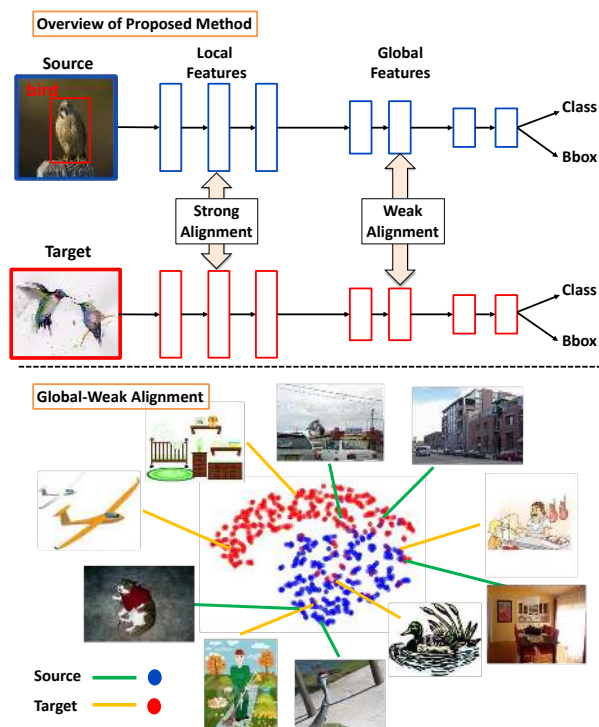 Overview of Proposed Method
Source
Local
Features
Global
Features
bird
Class
Bbox
Strong
Alignment
Weak
Alignment
Target
Class
Bbox
Global-Weak Alignment
Source
Target